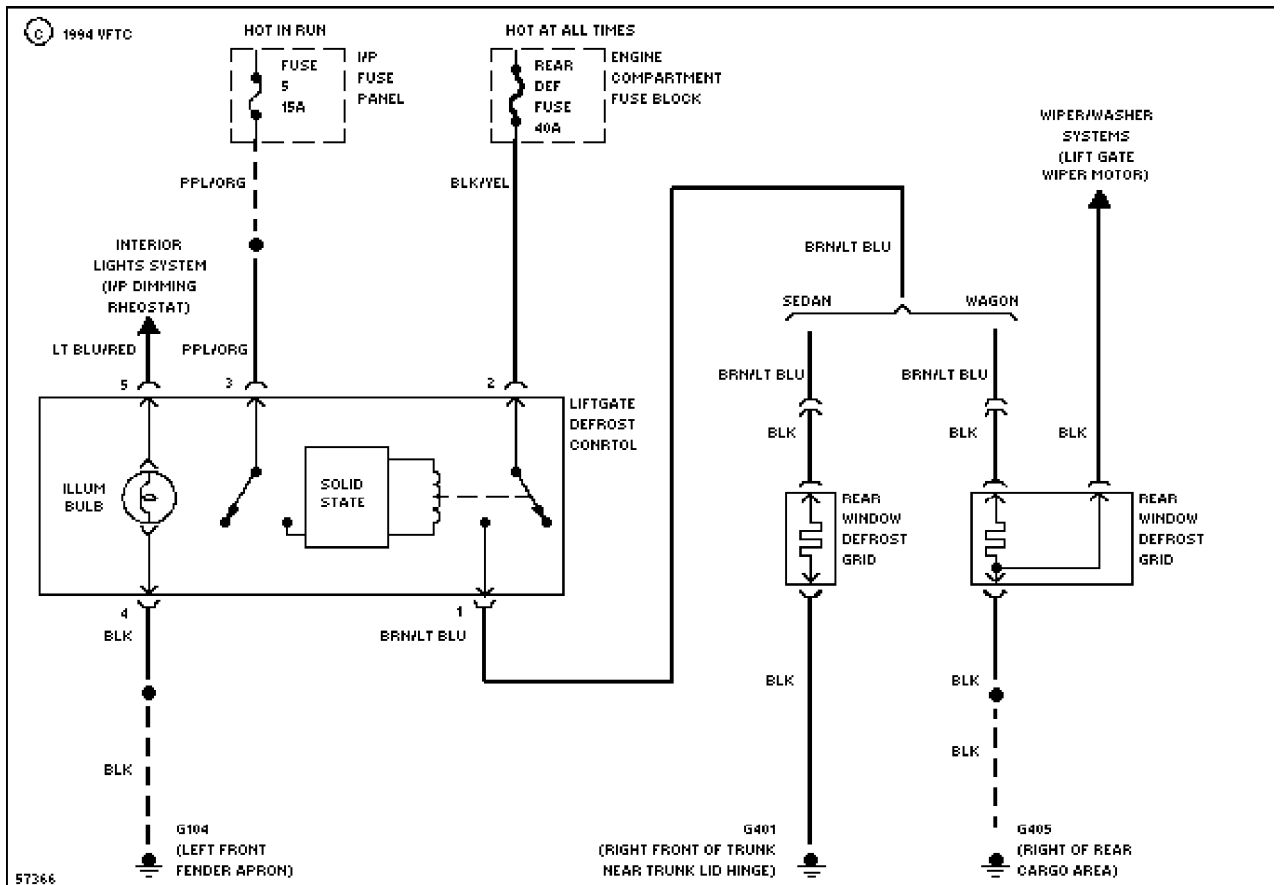 C 1994 VFTC
HOT IN RUN
FUSE
5
15A
I/P
FUSE
PANEL
HOT AT ALL TIMES
REAR
DEF
FUSE
40A
ENGINE
COMPARTMENT
FUSE BLOCK
WIPER/WASHER
SYSTEMS
(LIFT GATE
WIPER MOTOR)
PPL/ORG
BLK/YEL
INTERIOR
LIGHTS SYSTEM
(I/P DIMMING
RHEOSTAT)
BRN/LT BLU
SEDAN
WAGON
LT BLU/RED
PPL/ORG
5
3
2
BRN/LT BLU
BRN/LT BLU
LIFTGATE
DEFROST
CONRTOL
BLK
BLK
BLK
ILLUM
BULB
SOLID
STATE
REAR
WINDOW
DEFROST
GRID
REAR
WINDOW
DEFROST
GRID
4
1
BLK
BRN/LT BLU
BLK
BLK
BLK
BLK
G104
(LEFT FRONT
FENDER APRON)
G401
(RIGHT FRONT OF TRUNK
NEAR TRUNK LID HINGE)
G405
(RIGHT OF REAR
CARGO AREA)
57366